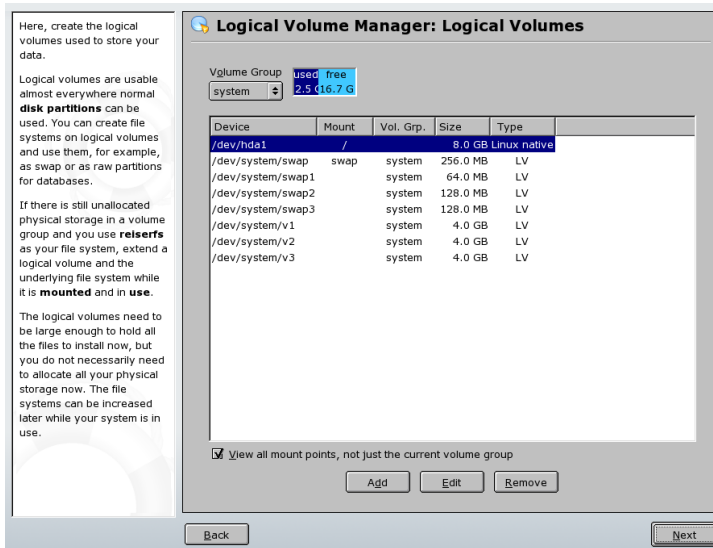 Here, create the logical
volumes used to store your
data.
Logical volumes are usable
almost everywhere normal
disk partitions can be
used. You can create file
systems on logical volumes
and use them, for example,
as swap or as raw partitions
for databases.
If there is still unallocated
physical storage in a volume
group and you use reiserfs
as your file system, extend a
logical volume and the
underlying file system while
it is mounted and in use.
The logical volumes need to
be large enough to hold all
the files to install now, but
you do not necessarily need
to allocate all your physical
storage now. The file
systems can be increased
later while your system is in
use.
Logical Volume Manager: Logical Volumes
Volume Group
system
used free
2.5 G 16.7 G
Device Mount Vol. Grp. Size Type
/dev/hda1 / 8.0 GB Linux native
/dev/system/swap swap system 256.0 MB LV
/dev/system/swap1 system 64.0 MB LV
/dev/system/swap2 system 128.0 MB LV
/dev/system/swap3 system 128.0 MB LV
/dev/system/v1 system 4.0 GB LV
/dev/system/v2 system 4.0 GB LV
/dev/system/v3 system 4.0 GB LV
View all mount points, not just the current volume group
Add Edit Remove
Back Next